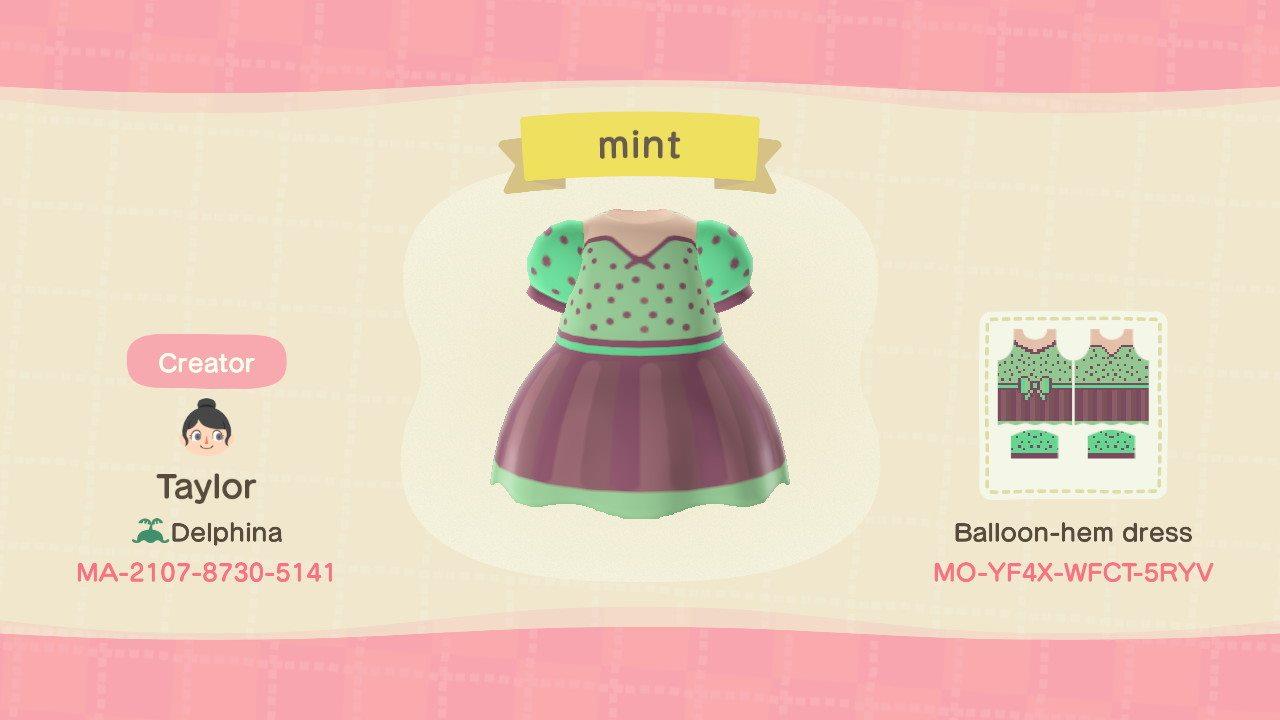 mint
Creator
Taylor
Delphina
MA-2107-8730-5141
Balloon-hem dress
MO-YF4X-WFCT-5RYV